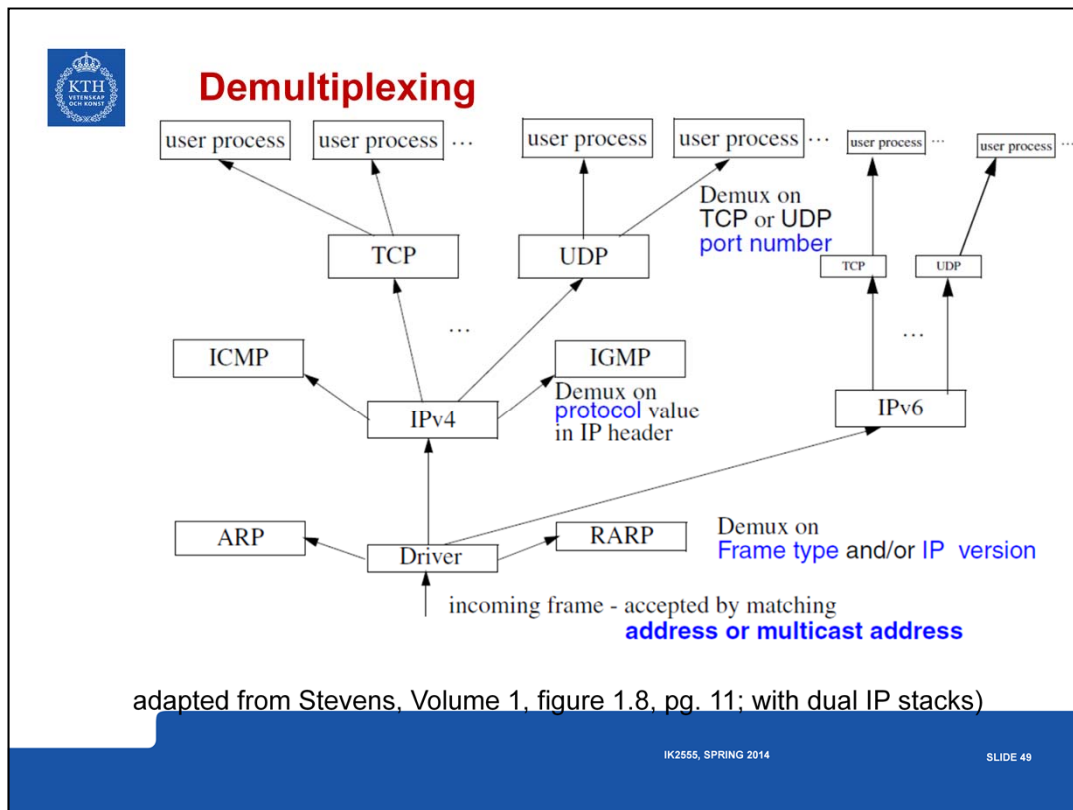 KTH
VETENSKAP
OCH KONST
Demultiplexing
user process
user process ...
user process
user process ...
user process ...
user process ...
Demux on
TCP or UDP
port number
TCP
UDP
TCP
UDP
...
...
ICMP
IGMP
Demux on
protocol value
in IP header
IPv4
IPv6
ARP
Driver
RARP
Demux on
Frame type and/or IP version
incoming frame - accepted by matching
address or multicast address
adapted from Stevens, Volume 1, figure 1.8, pg. 11; with dual IP stacks)
IK2555, SPRING 2014
SLIDE 49